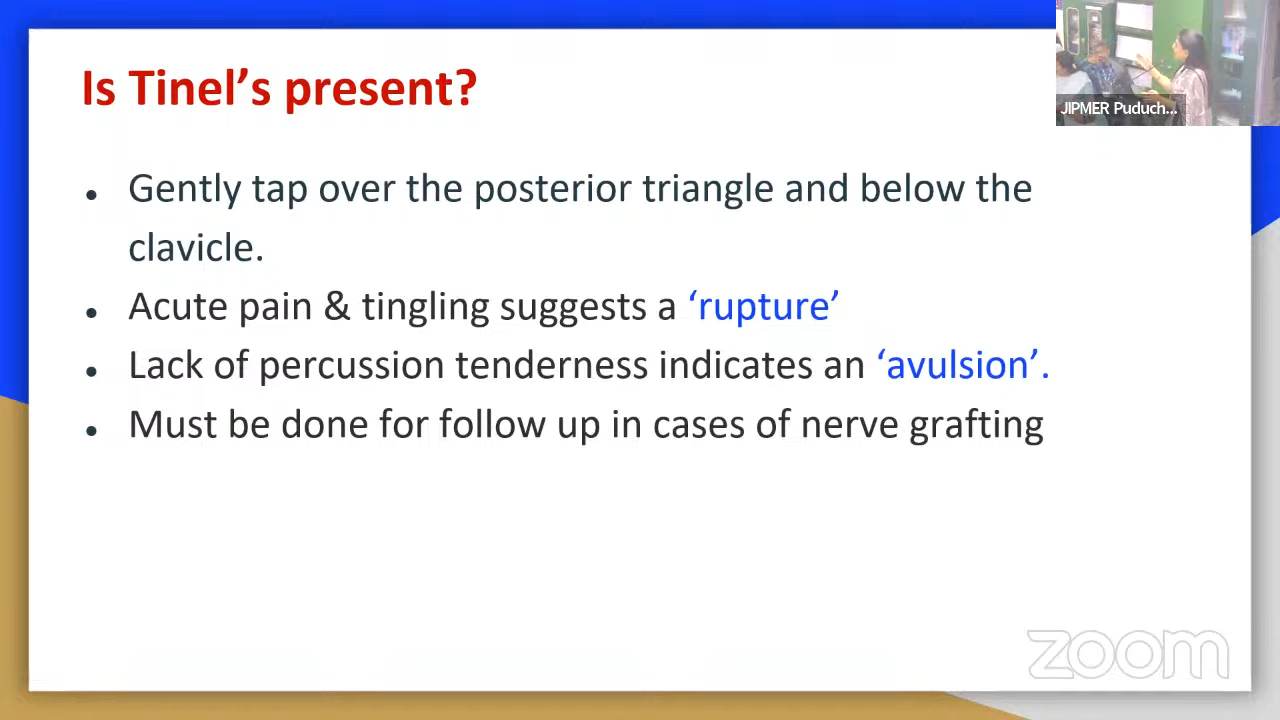 Is Tinel’s present?
JIPMER Puduch...
• Gently tap over the posterior triangle and below the
clavicle.
• Acute pain & tingling suggests a ‘rupture’
• Lack of percussion tenderness indicates an ‘avulsion’.
• Must be done for follow up in cases of nerve grafting
zoom